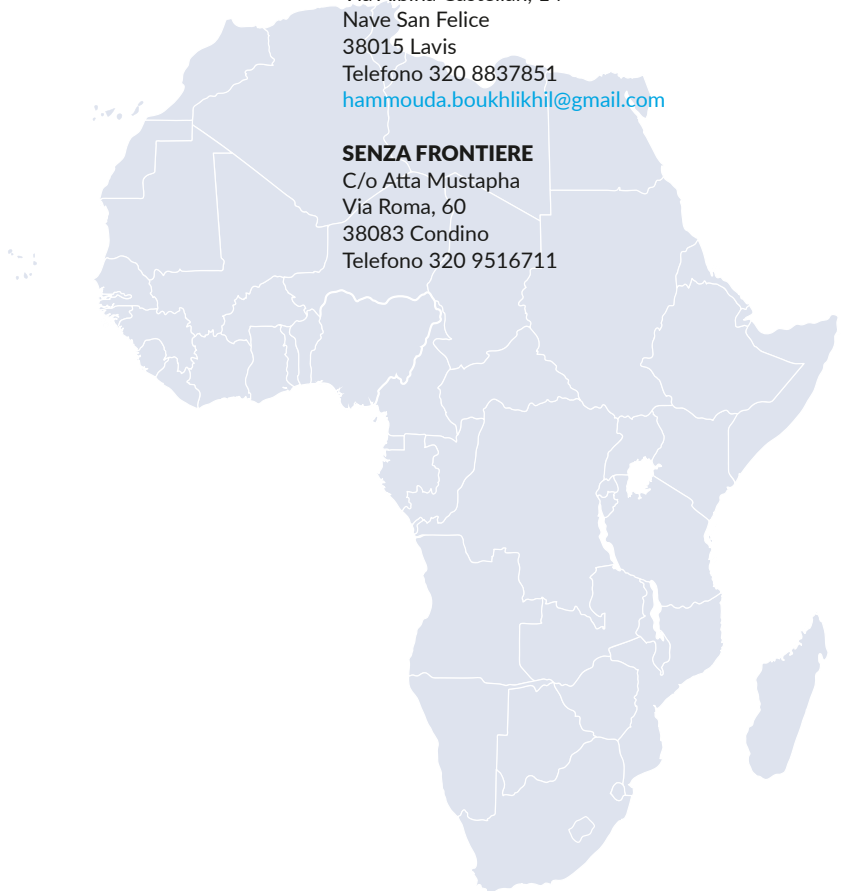 Nave San Felice
38015 Lavis
Telefono 320 8837851
hammouda.boukhlikhil@gmail.com
SENZA FRONTIERE
C/o Atta Mustapha
Via Roma, 60
38083 Condino
Telefono 320 9516711